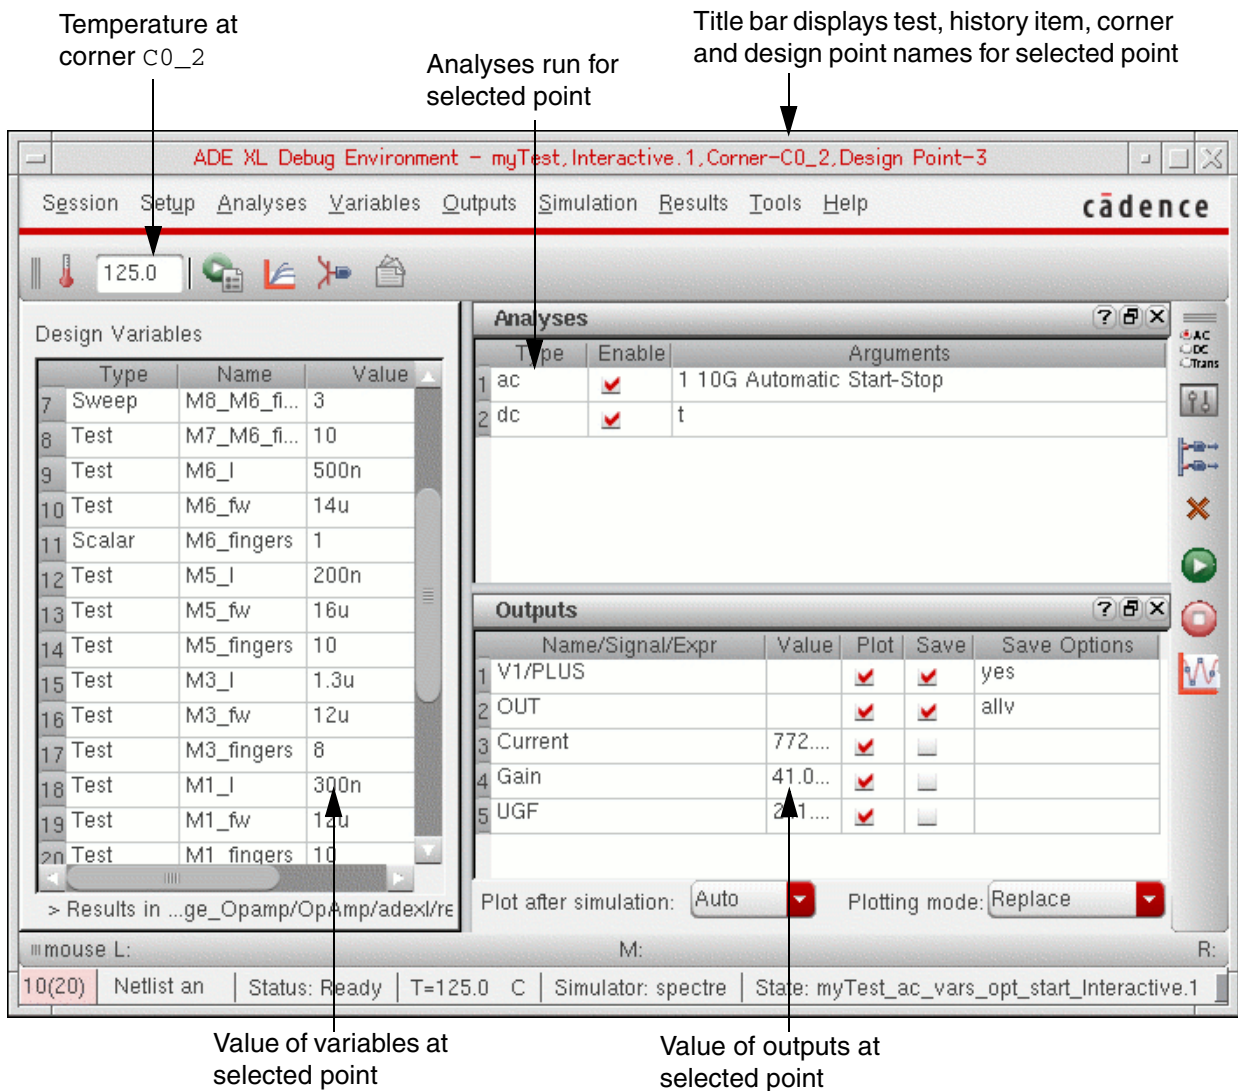 Temperature at
corner C0_2
Analyses run for
selected point
Title bar displays test, history item, corner
and design point names for selected point
ADE XL Debug Environment - myTest,Interactive.1,Corner-C0_2,Design Point-3
Session Setup Analyses Variables Outputs Simulation Results Tools Help
cādence
125.0
Design Variables
Type Name Value
7 Sweep M8_M6_fi... 3
8 Test M7_M6_fi... 10
9 Test M6_l 500n
10 Test M6_fw 14u
11 Scalar M6_fingers 1
12 Test M5_l 200n
13 Test M5_fw 16u
14 Test M5_fingers 10
15 Test M3_l 1.3u
16 Test M3_fw 12u
17 Test M3_fingers 8
18 Test M1_l 300n
19 Test M1_fw 12u
20 Test M1_fingers 10
> Results in ...ge_Opamp/OpAmp/adexl/re
Analyses
Type Enable Arguments
1 ac 1 10G Automatic Start-Stop
2 dc t
Outputs
Name/Signal/Expr Value Plot Save Save Options
1 V1/PLUS yes
2 OUT allv
3 Current 772....
4 Gain 41.0...
5 UGF
Plot after simulation: Auto Plotting mode: Replace
AC
DC
Trans
mouse L: M: R:
10(20) Netlist an Status: Ready T=125.0 C Simulator: spectre State: myTest_ac_vars_opt_start_Interactive.1
Value of variables at
selected point
Value of outputs at
selected point